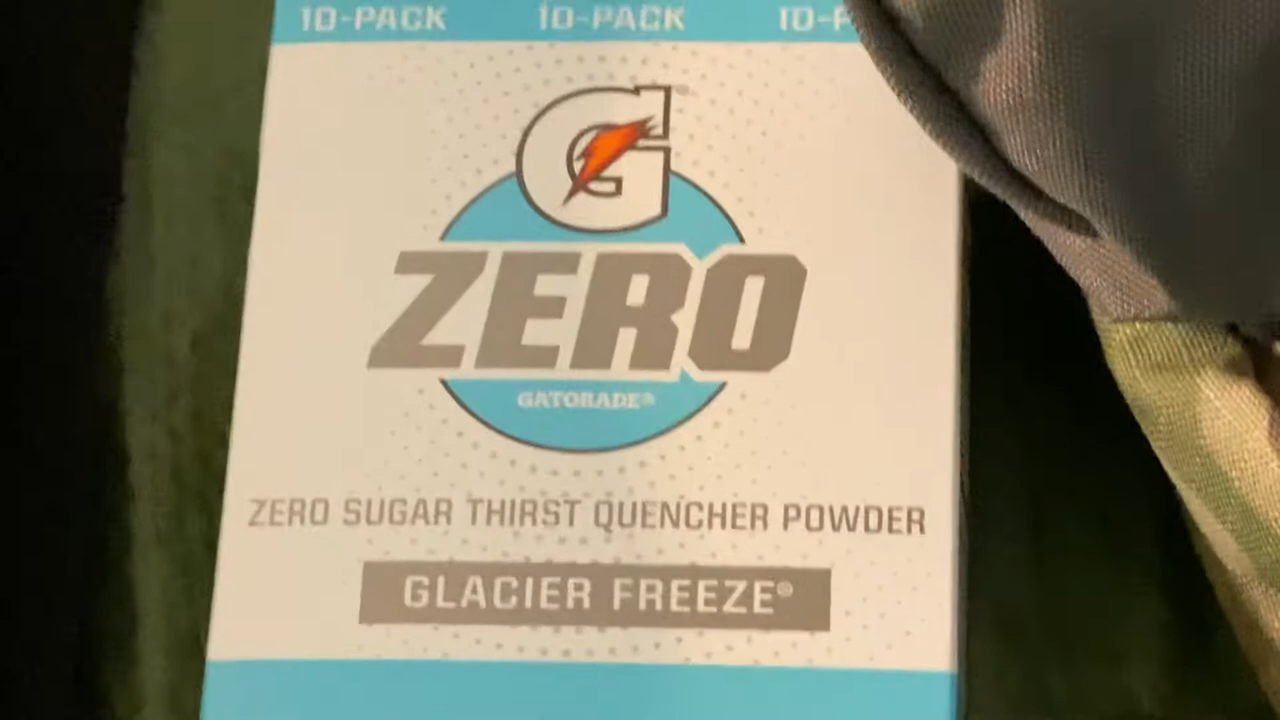 10-PACK 10-PACK 10-P
G®
ZERO
GATORADE®
ZERO SUGAR THIRST QUENCHER POWDER
GLACIER FREEZE®